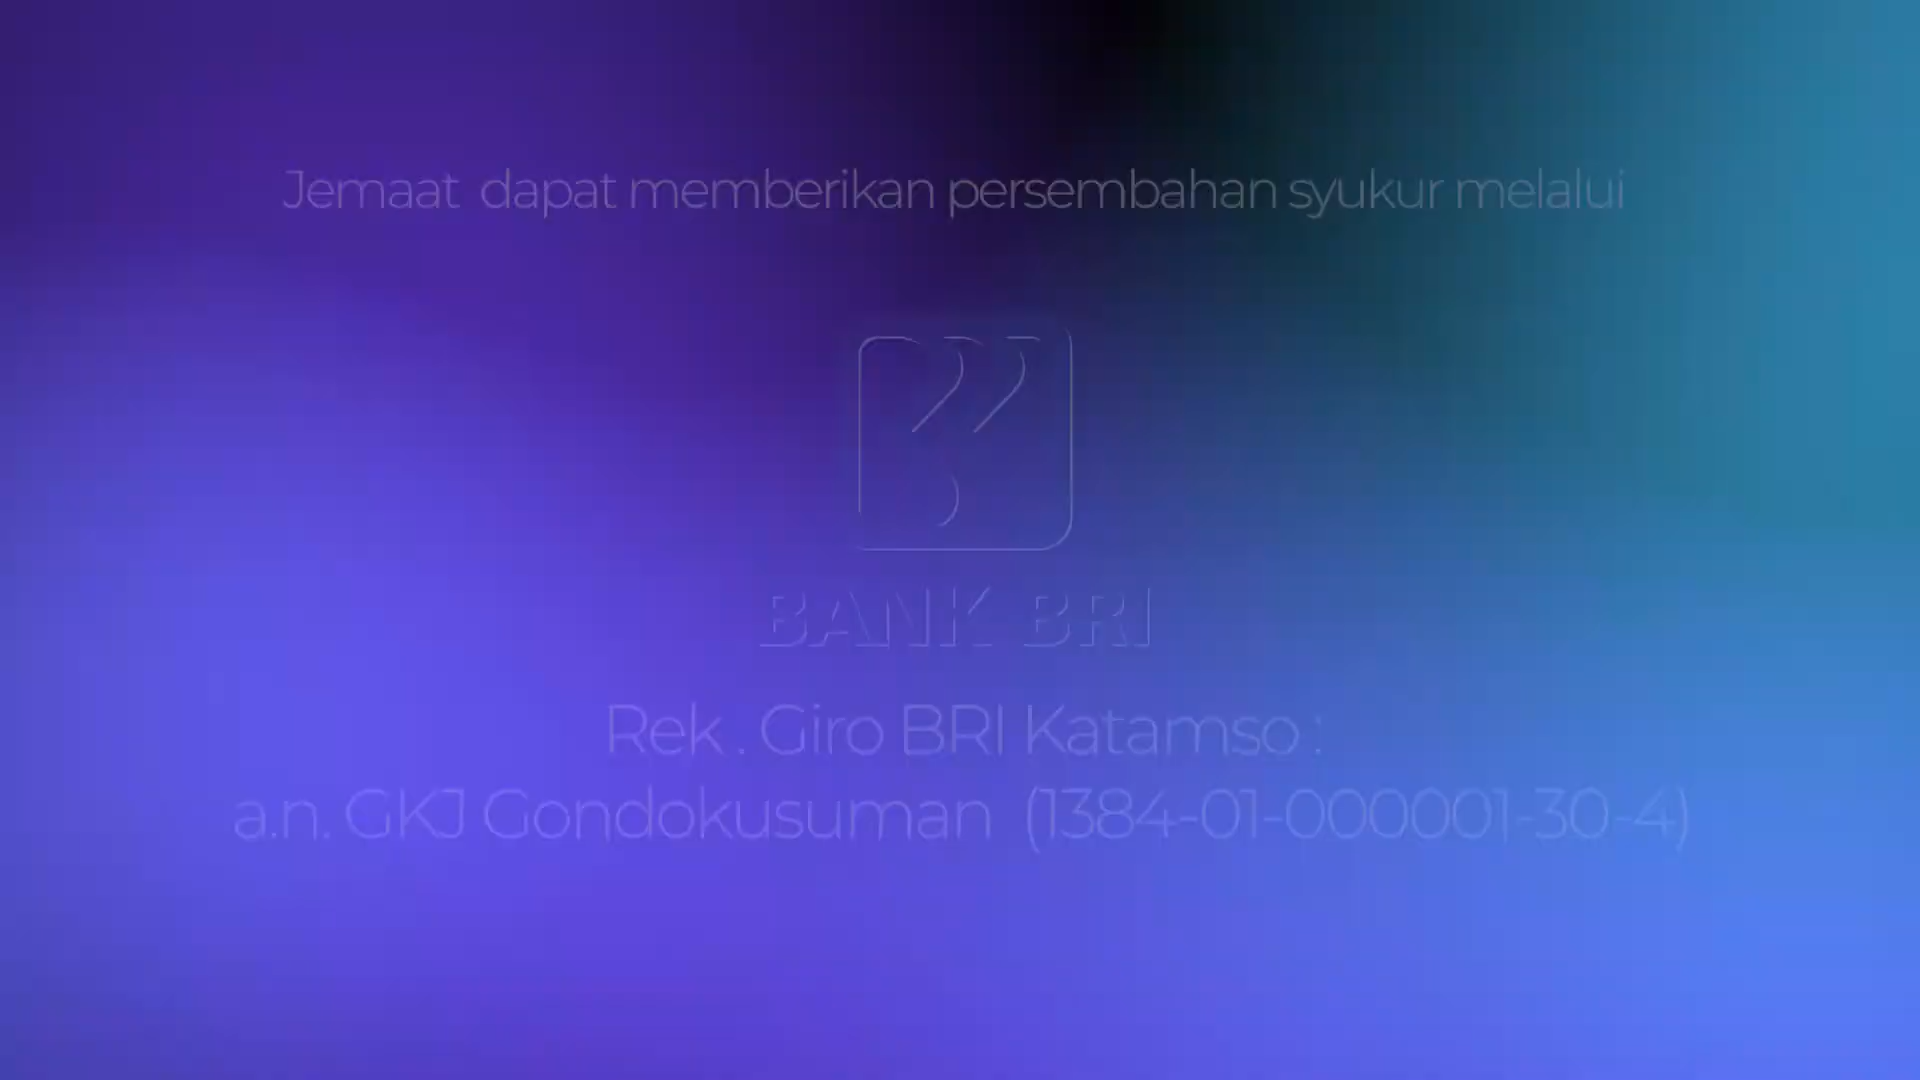 Jemaat dapat memberikan persembahan syukur melalui
BANK BRI
Rek . Giro BRI Katamso :
a.n. GKJ Gondokusuman (1384-01-000001-30-4)